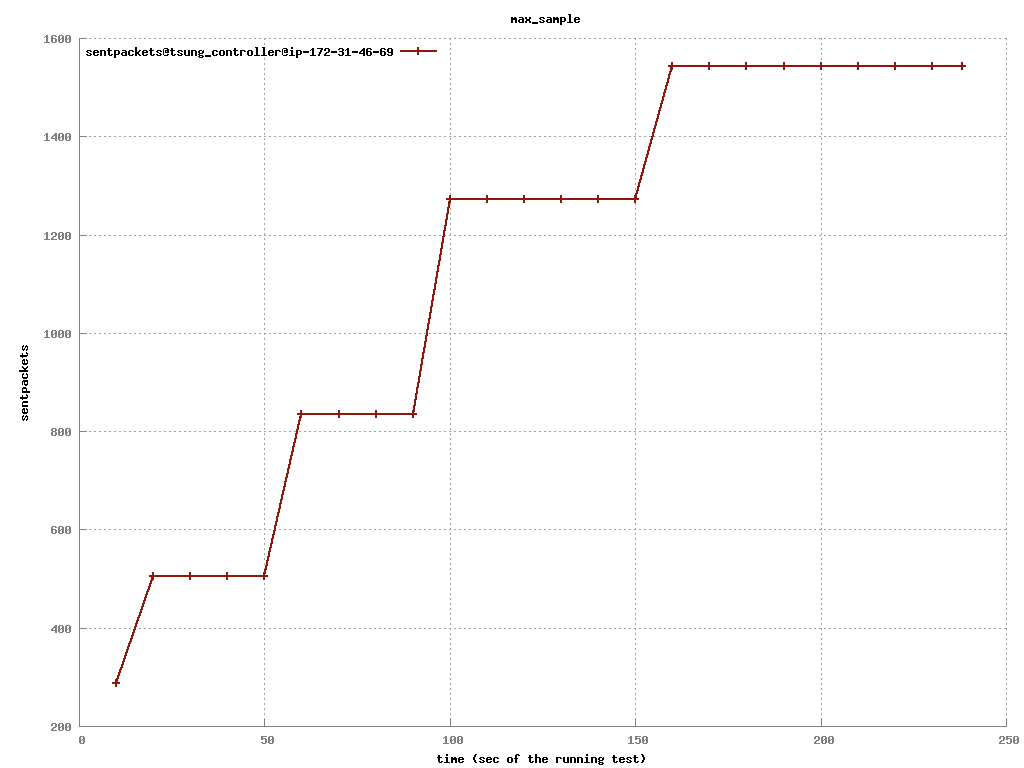 max_sample
sentpackets@tsung_controller@ip-172-31-46-69
1600
1400
1200
1000
800
600
400
200
sentpackets
0 50 100 150 200 250
time (sec of the running test)